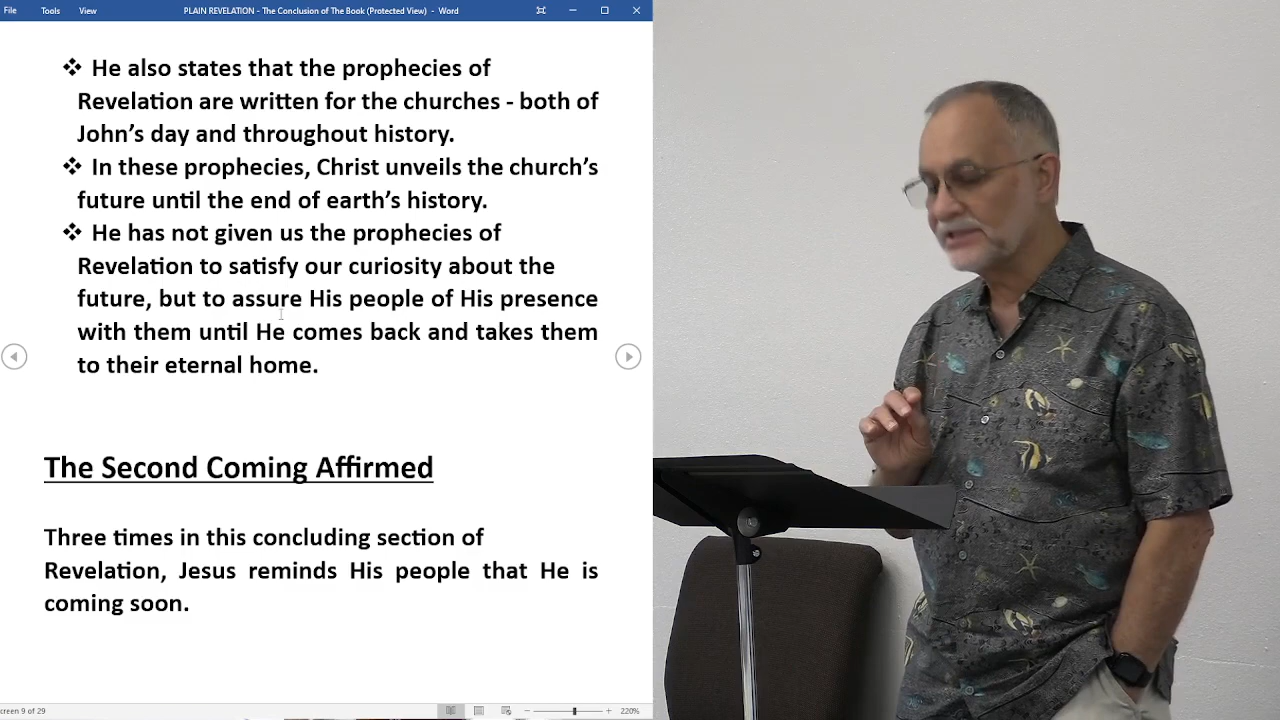 File Tools View PLAIN REVELATION - The Conclusion of The Book (Protected View) - Word
❖ He also states that the prophecies of
Revelation are written for the churches - both of
John's day and throughout history.
❖ In these prophecies, Christ unveils the church's
future until the end of earth's history.
❖ He has not given us the prophecies of
Revelation to satisfy our curiosity about the
future, but to assure His people of His presence
with them until He comes back and takes them
to their eternal home.
The Second Coming Affirmed
Three times in this concluding section of
Revelation, Jesus reminds His people that He is
coming soon.
creen 9 of 29 220%